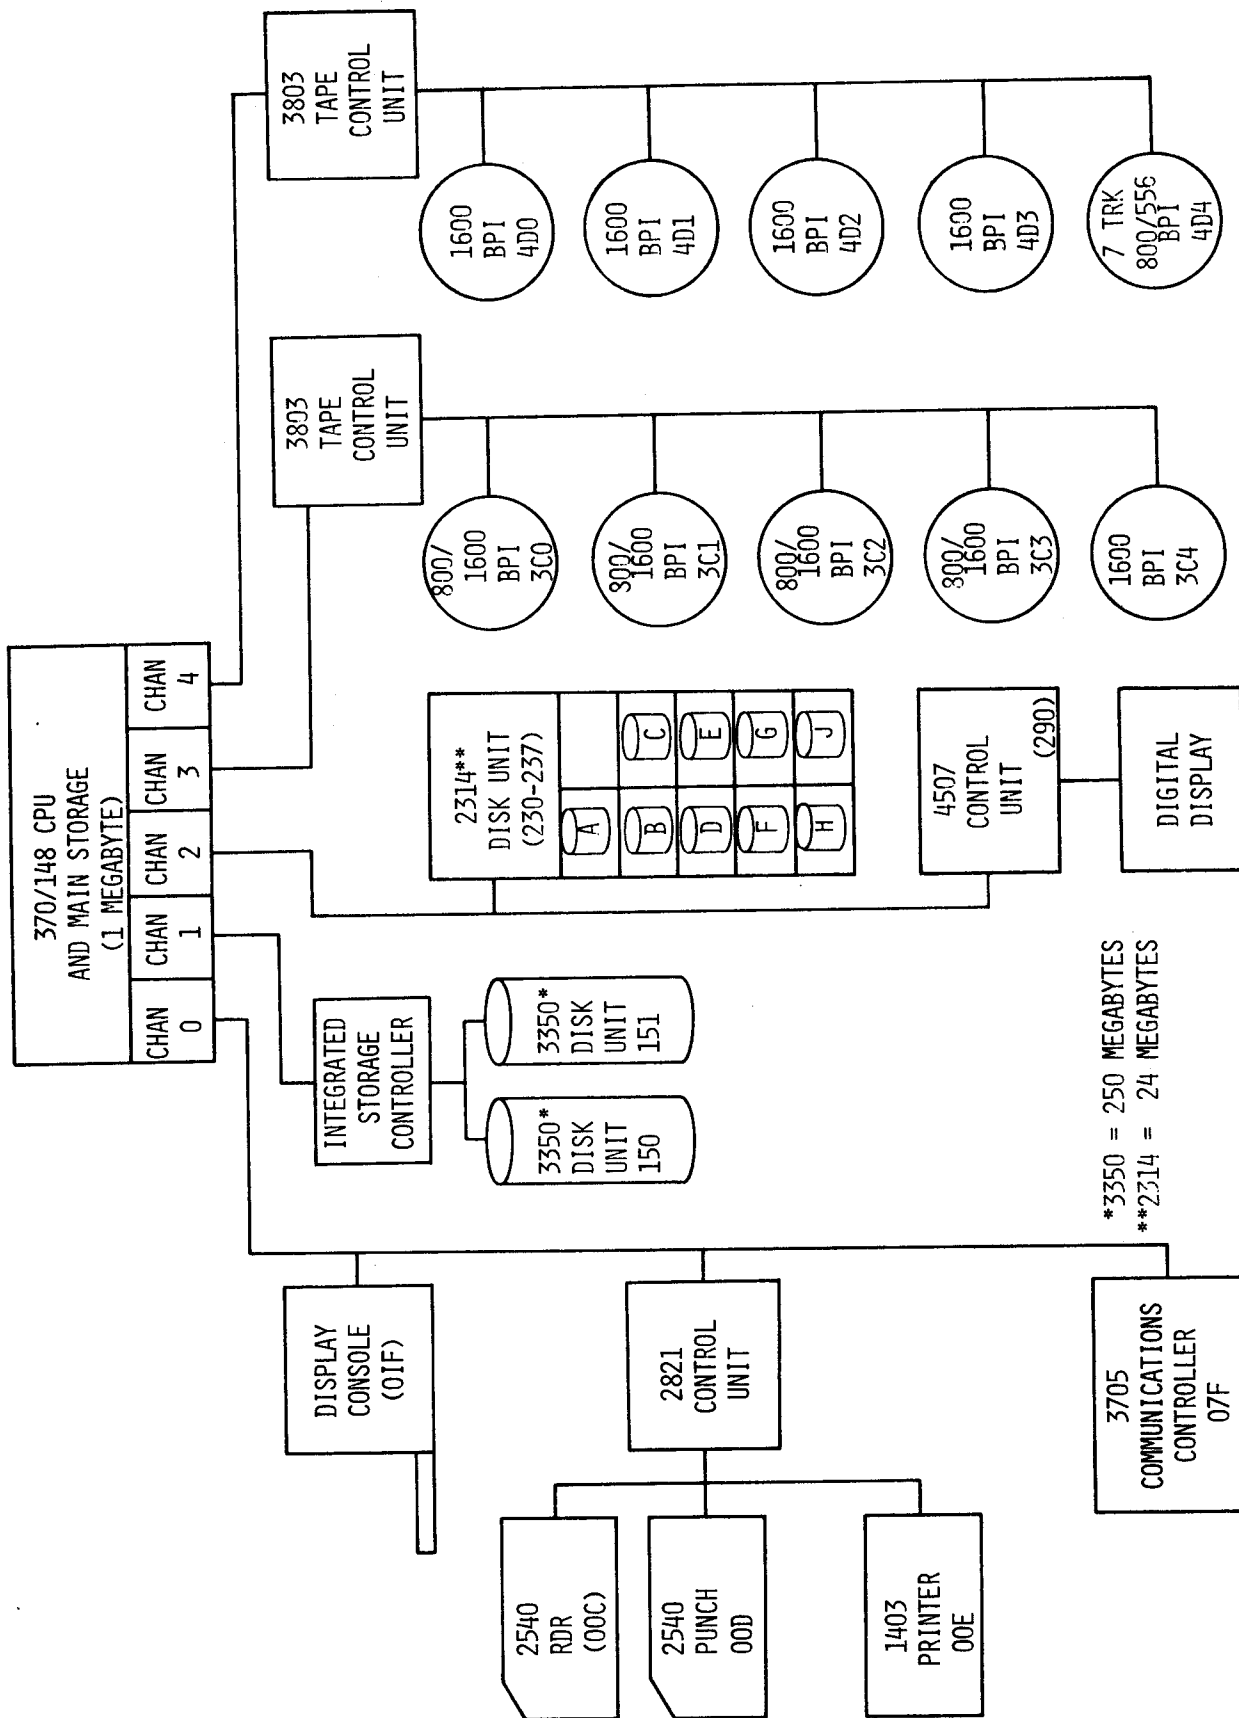 370/148 CPU
AND MAIN STORAGE
(1 MEGABYTE)
CHAN
0
CHAN
1
CHAN
2
CHAN
3
CHAN
4
DISPLAY
CONSOLE
(OIF)
2821
CONTROL
UNIT
2540
RDR
(OOC)
2540
PUNCH
OOD
1403
PRINTER
OOE
3705
COMMUNICATIONS
CONTROLLER
O7F
INTEGRATED
STORAGE
CONTROLLER
3350*
DISK
UNIT
150
3350*
DISK
UNIT
151
2314**
DISK UNIT
(230-237)
A
B
C
D
E
F
G
H
J
4507
CONTROL
UNIT
(290)
DIGITAL
DISPLAY
3803
TAPE
CONTROL
UNIT
800/
1600
BPI
3C0
800/
1600
BPI
3C1
800/
1600
BPI
3C2
800/
1600
BPI
3C3
1600
BPI
3C4
3803
TAPE
CONTROL
UNIT
1600
BPI
4D0
1600
BPI
4D1
1600
BPI
4D2
1600
BPI
4D3
7 TRK
800/556
BPI
4D4
*3350 = 250 MEGABYTES
**2314 = 24 MEGABYTES